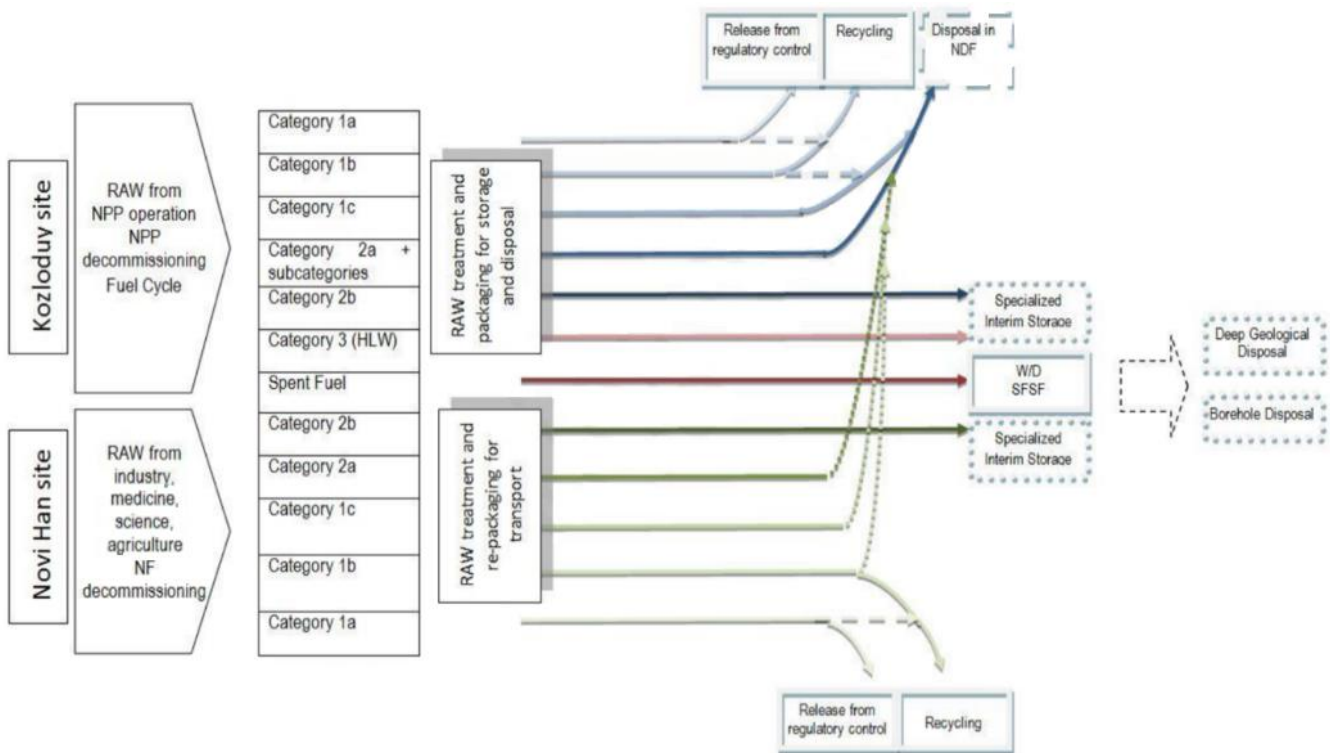 Release from
regulatory control
Recycling
Disposal in
NDF
Kozloduy site
RAW from
NPP operation
NPP
decommissioning
Fuel Cycle
Category 1a
Category 1b
Category 1c
Category 2a +
subcategories
Category 2b
Category 3 (HLW)
Spent Fuel
Category 2b
Category 2a
Category 1c
Category 1b
Category 1a
RAW treatment and
packaging for storage
and disposal
Novi Han site
RAW from
industry,
medicine,
science,
agriculture
NF
decommissioning
RAW treatment and
re-packaging for
transport
Specialized
Interim Storage
W/D
SFSF
Specialized
Interim Storage
Deep Geological
Disposal
Borehole Disposal
Release from
regulatory control
Recycling